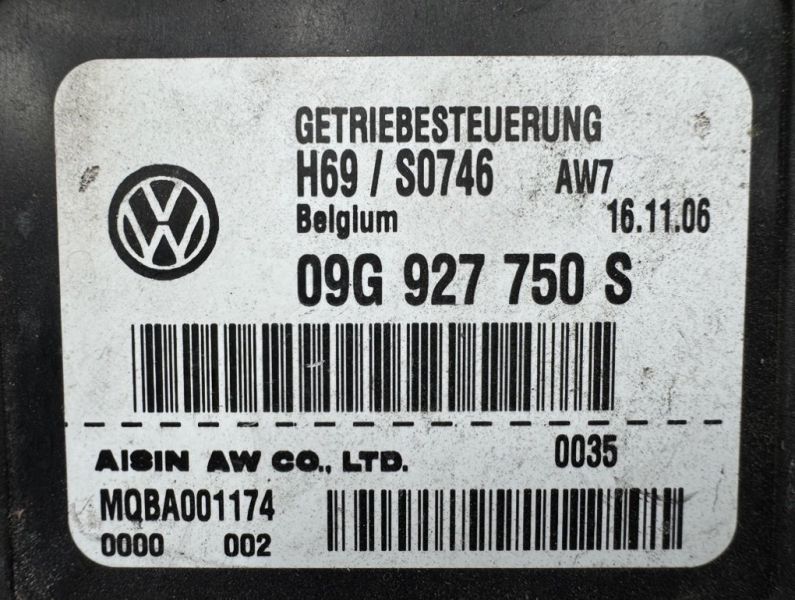 GETRIEBESTEUERUNG
H69 / S0746 AW7
Belgium 16.11.06
09G 927 750 S
AISIN AW CO., LTD. 0035
MQBA001174
0000 002